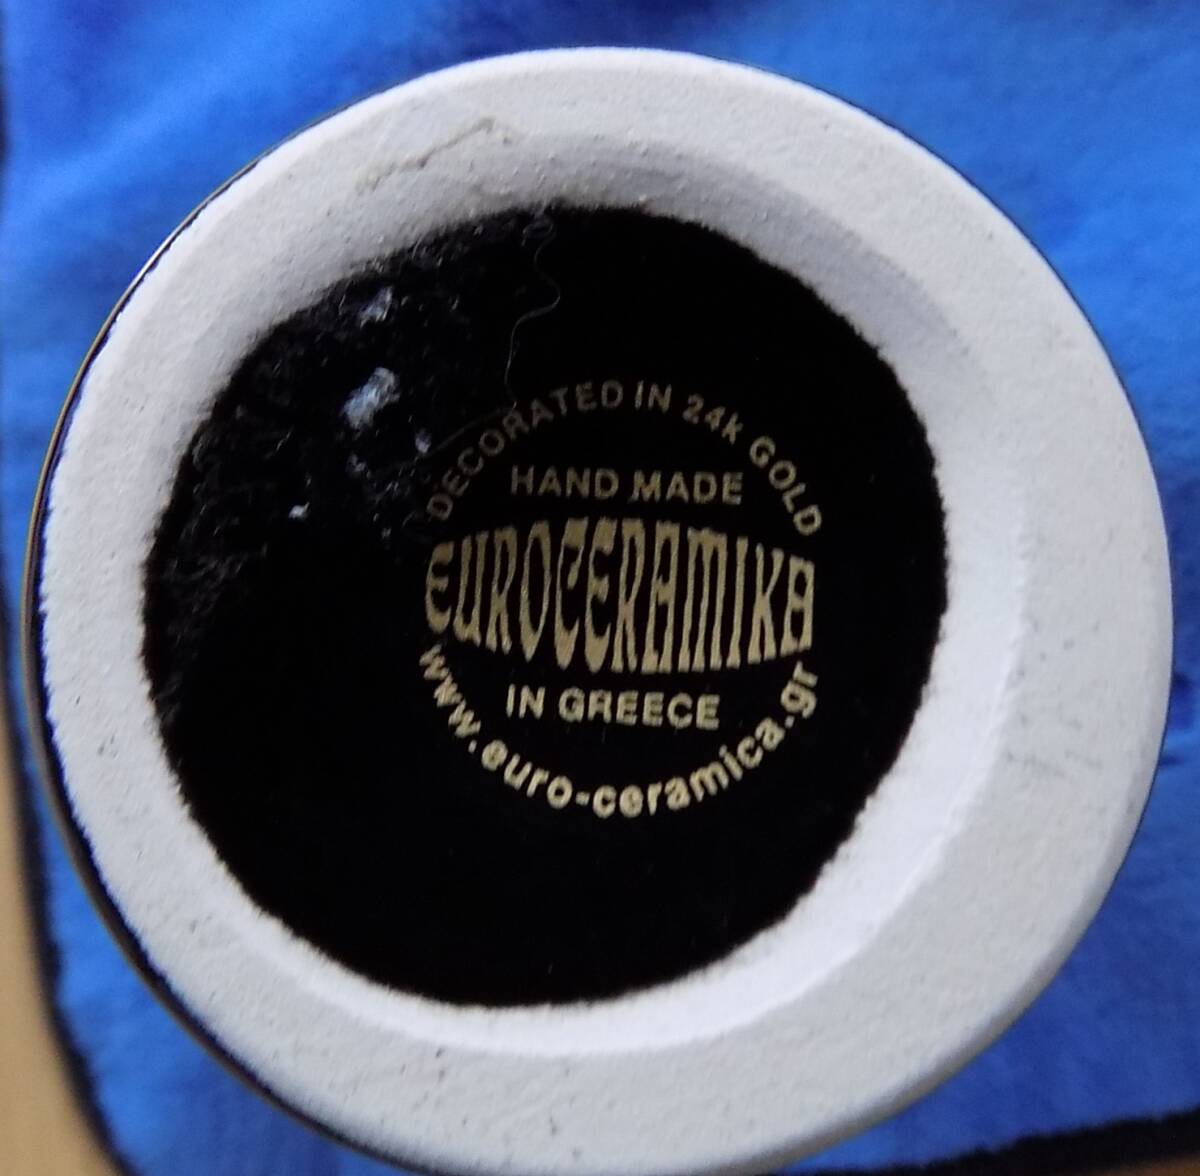 DECORATED IN 24k GOLD
HAND MADE
EUROCERAMIKA
IN GREECE
www.euro-ceramica.gr